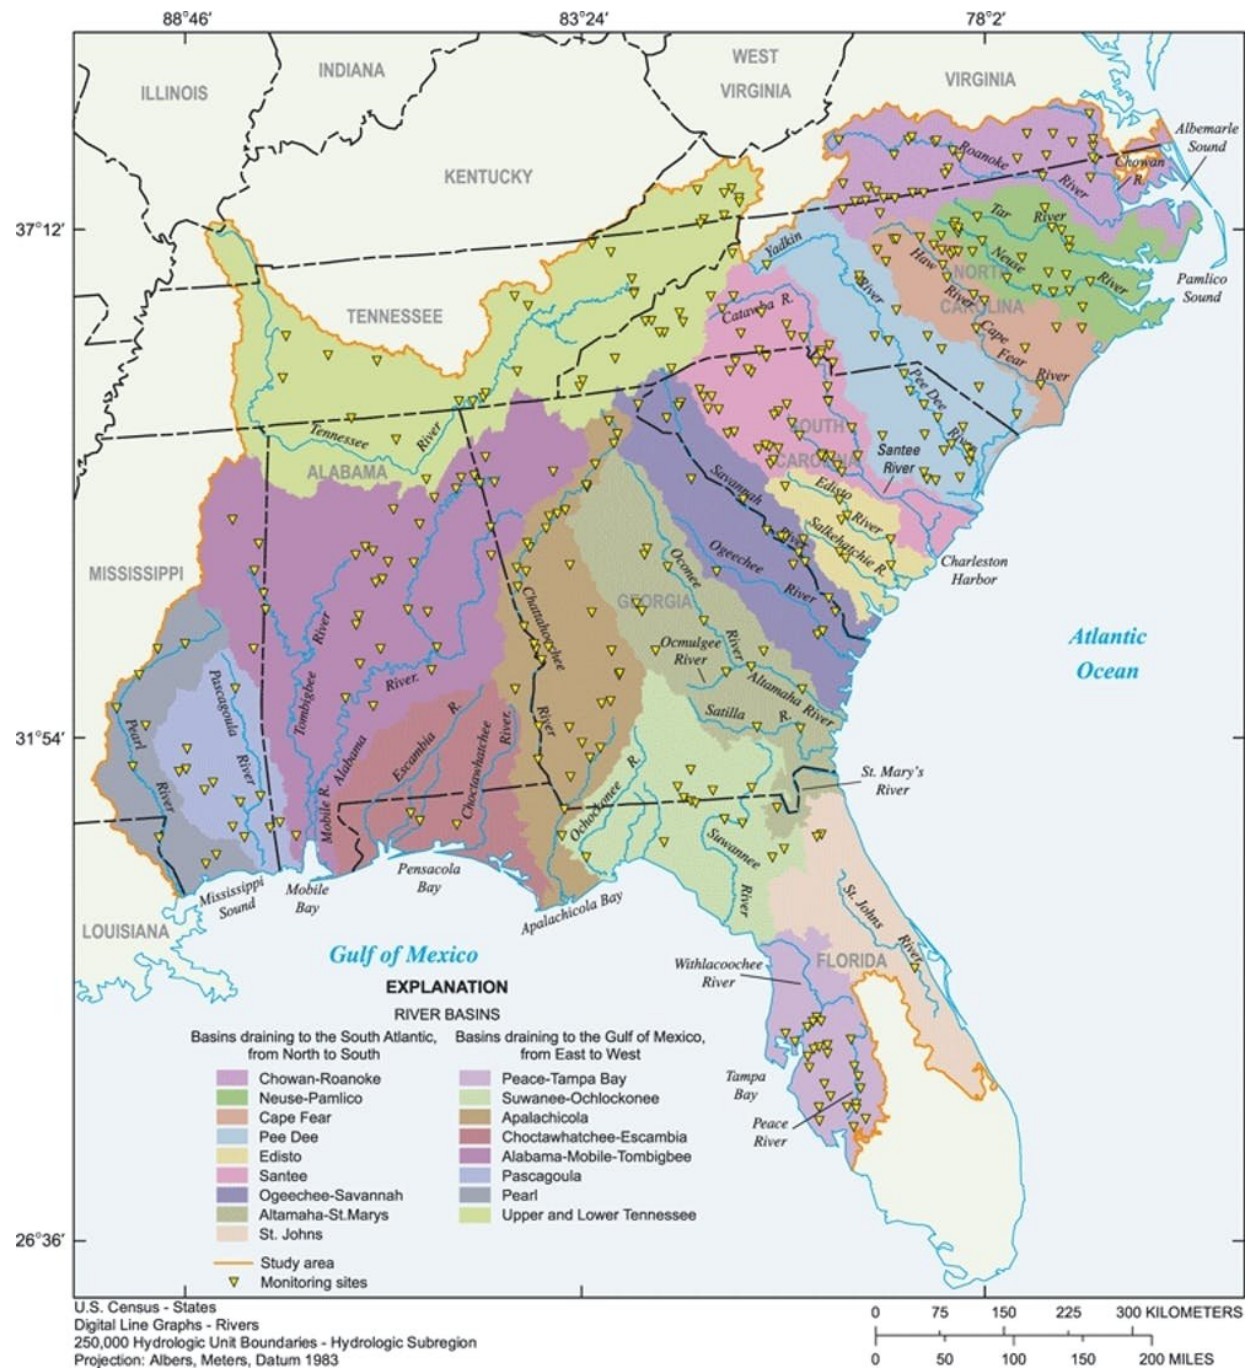 88°46′
83°24′
78°2′
WEST
VIRGINIA
VIRGINIA
INDIANA
ILLINOIS
Albemarle
Sound
Roanoke
River
Chowan
R.
KENTUCKY
37°12′
Tar
River
Yadkin
River
Haw
River
Neuse
River
NORTH
CAROLINA
Pamlico
Sound
TENNESSEE
Catawba R.
Cape
Fear
River
Pee Dee
River
Tennessee
River
SOUTH
CAROLINA
Santee
River
ALABAMA
Savannah
River
Edisto
River
Salkehatchie R.
Charleston
Harbor
MISSISSIPPI
Ogeechee
River
Oconee
River
GEORGIA
Chattahoochee
River
Ocmulgee
River
Altamaha River
Atlantic
Ocean
Tombigbee
River
Pascagoula
River
Alabama
River.
Satilla
R.
31°54′
Pearl
River
Escambia
R.
Choctawhatchee
River.
St. Mary's
River
Mobile R.
Ochockonee
R.
Suwannee
River
Mississippi
Sound
Mobile
Bay
Pensacola
Bay
Apalachicola Bay
St. Johns
River
LOUISIANA
Gulf of Mexico
Withlacoochee
River
FLORIDA
Tampa
Bay
Peace
River
EXPLANATION
RIVER BASINS
Basins draining to the South Atlantic,
from North to South
Chowan-Roanoke
Neuse-Pamlico
Cape Fear
Pee Dee
Edisto
Santee
Ogeechee-Savannah
Altamaha-St.Marys
St. Johns
Basins draining to the Gulf of Mexico,
from East to West
Peace-Tampa Bay
Suwanee-Ochlockonee
Apalachicola
Choctawhatchee-Escambia
Alabama-Mobile-Tombigbee
Pascagoula
Pearl
Upper and Lower Tennessee
Study area
Monitoring sites
26°36′
U.S. Census - States
Digital Line Graphs - Rivers
250,000 Hydrologic Unit Boundaries - Hydrologic Subregion
Projection: Albers, Meters, Datum 1983
0 75 150 225 300 KILOMETERS
0 50 100 150 200 MILES